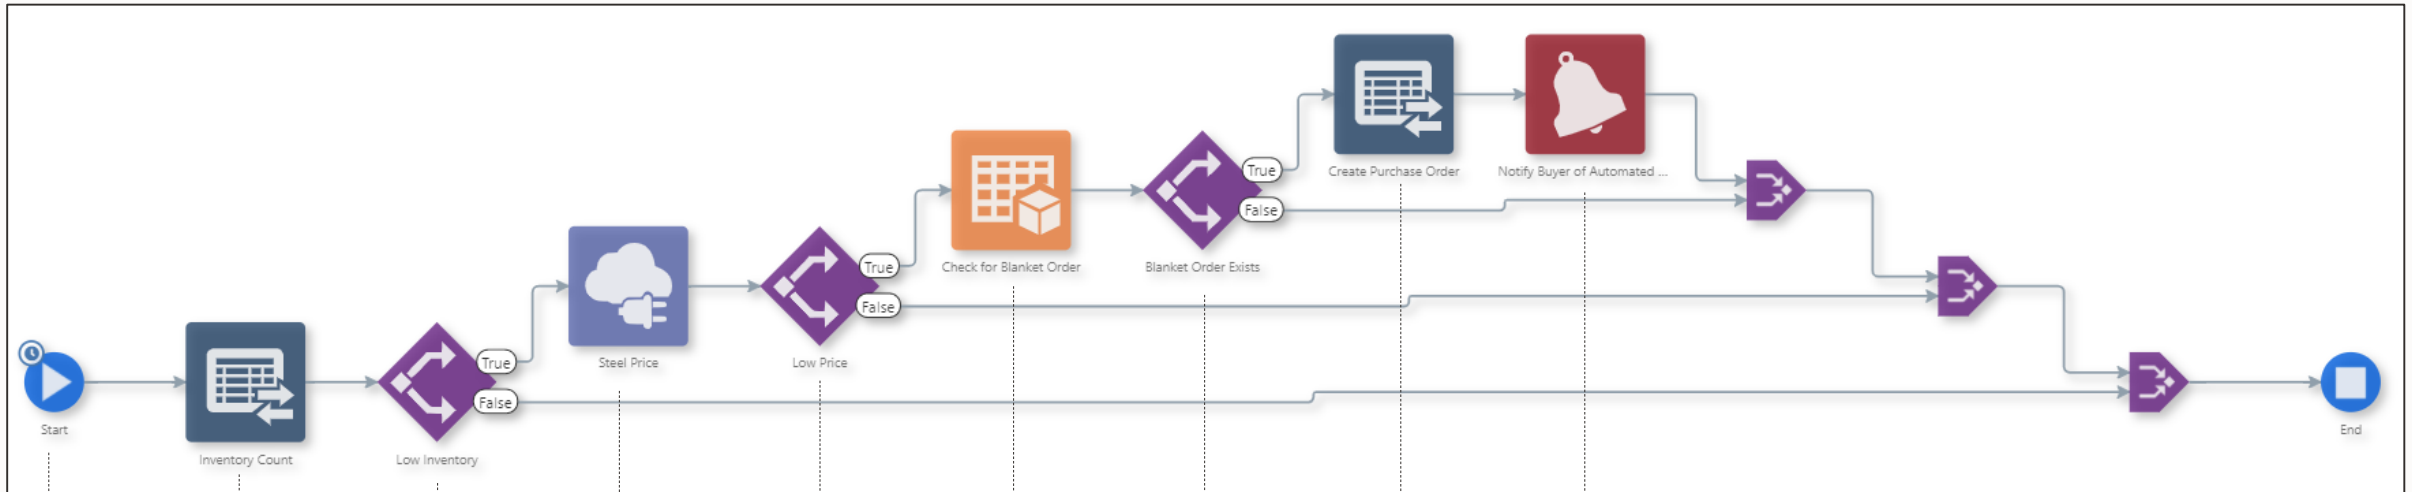 Start
Inventory Count
Low Inventory
True
False
Steel Price
Low Price
True
False
Check for Blanket Order
Blanket Order Exists
True
False
Create Purchase Order
Notify Buyer of Automated ...
End